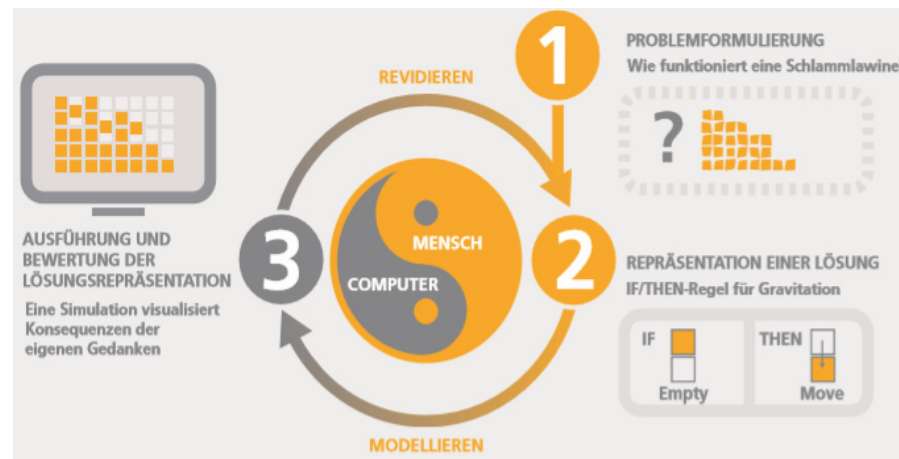 1
PROBLEMFORMULIERUNG
Wie funktioniert eine Schlammlawine
?
REVIDIEREN
MENSCH
COMPUTER
2
REPRÄSENTATION EINER LÖSUNG
IF/THEN-Regel für Gravitation
IF
Empty
THEN
Move
MODELLIEREN
3
AUSFÜHRUNG UND
BEWERTUNG DER
LÖSUNGSREPRÄSENTATION
Eine Simulation visualisiert
Konsequenzen der
eigenen Gedanken